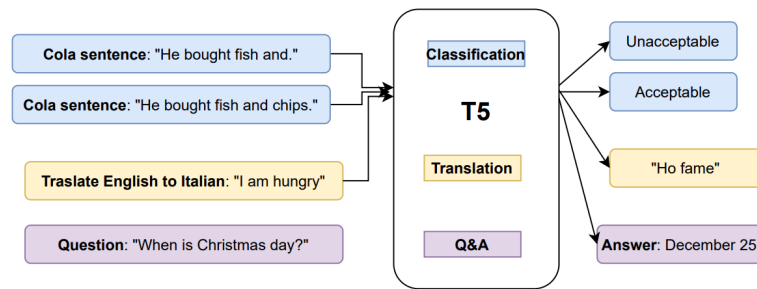 Cola sentence: "He bought fish and."
Cola sentence: "He bought fish and chips."
Traslate English to Italian: "I am hungry"
Question: "When is Christmas day?"
Classification
T5
Translation
Q&A
Unacceptable
Acceptable
"Ho fame"
Answer: December 25